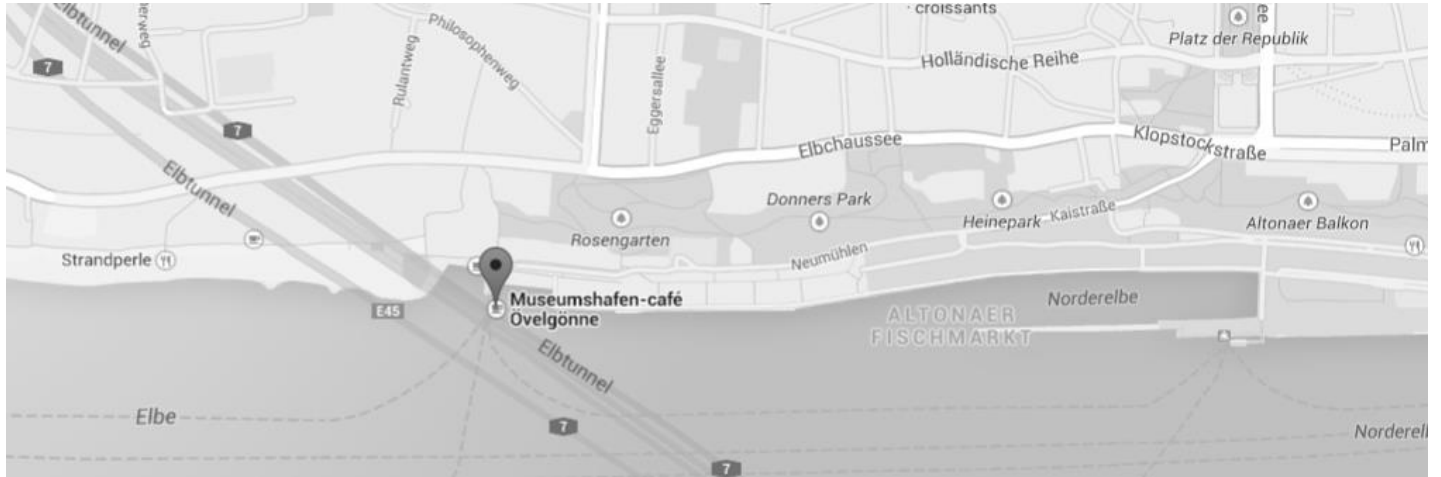 croissants
Platz der Republik
Holländische Reihe
Elbtunnel
7
Philosophenweg
Rulantweg
Eggersallee
7
Elbchaussee
Klopstockstraße
Palm
Elbtunnel
Donners Park
Heinepark
Kaistraße
Altonaer Balkon
Rosengarten
Neumühlen
Strandperle
Museumshafen-café
Övelgönne
E45
Norderelbe
ALTONAER
FISCHMARKT
Elbtunnel
Elbe
7
Norderel
7